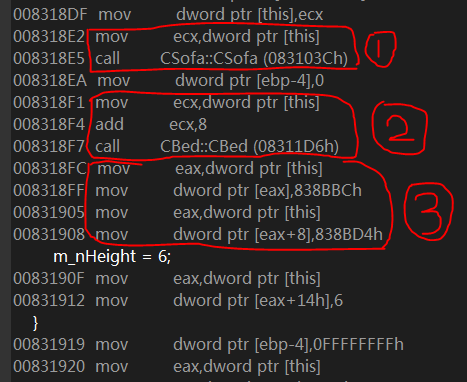 008318DF mov dword ptr [this],ecx
008318E2 mov ecx,dword ptr [this]
008318E5 call CSofa::CSofa (083103Ch)
008318EA mov dword ptr [ebp-4],0
008318F1 mov ecx,dword ptr [this]
008318F4 add ecx,8
008318F7 call CBed::CBed (08311D6h)
008318FC mov eax,dword ptr [this]
008318FF mov dword ptr [eax],838BBCh
00831905 mov eax,dword ptr [this]
00831908 mov dword ptr [eax+8],838BD4h
m_nHeight = 6;
0083190F mov eax,dword ptr [this]
00831912 mov dword ptr [eax+14h],6
}
00831919 mov dword ptr [ebp-4],0FFFFFFFFh
00831920 mov eax,dword ptr [this]
1
2
3